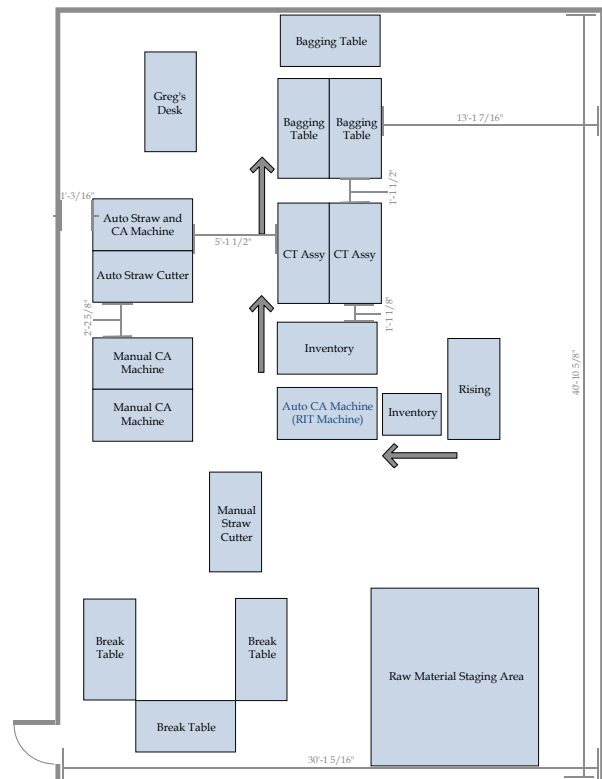 Bagging Table
Greg's
Desk
Bagging
Table
Bagging
Table
13'-1 7/16"
1'-1 1/2"
1'-3/16"
Auto Straw and
CA Machine
5'-1 1/2"
CT Assy
CT Assy
Auto Straw Cutter
2'-2 5/8"
1'-1 1/8"
Manual CA
Machine
Inventory
Rising
40'-10 5/8"
Manual CA
Machine
Auto CA Machine
(RIT Machine)
Inventory
Manual
Straw
Cutter
Break
Table
Break
Table
Raw Material Staging Area
Break Table
30'-1 5/16"